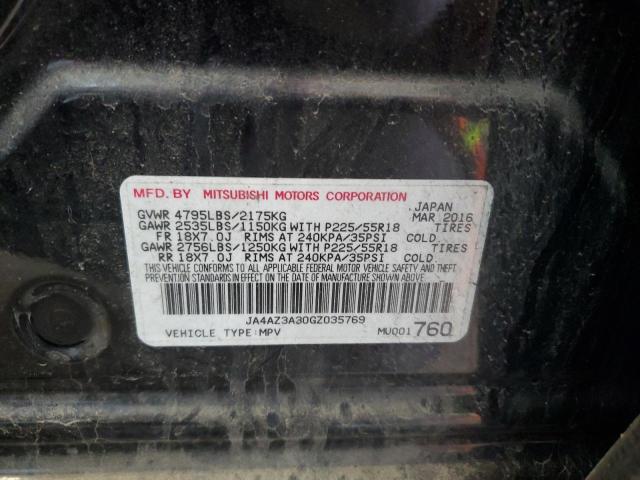 MFD. BY MITSUBISHI MOTORS CORPORATION
JAPAN
GVWR 4795LBS/2175KG MAR 2016
GAWR 2535LBS/1150KG WITH P225/55R18 TIRES
FR 18X7.0J RIMS AT 240KPA/35PSI COLD.
GAWR 2756LBS/1250KG WITH P225/55R18 TIRES
RR 18X7.0J RIMS AT 240KPA/35PSI COLD.
THIS VEHICLE CONFORMS TO ALL APPLICABLE FEDERAL MOTOR VEHICLE SAFETY AND THEFT
PREVENTION STANDARDS IN EFFECT ON THE DATE OF MANUFACTURE SHOWN ABOVE.
JA4AZ3A30GZ035769
VEHICLE TYPE:MPV MU001760